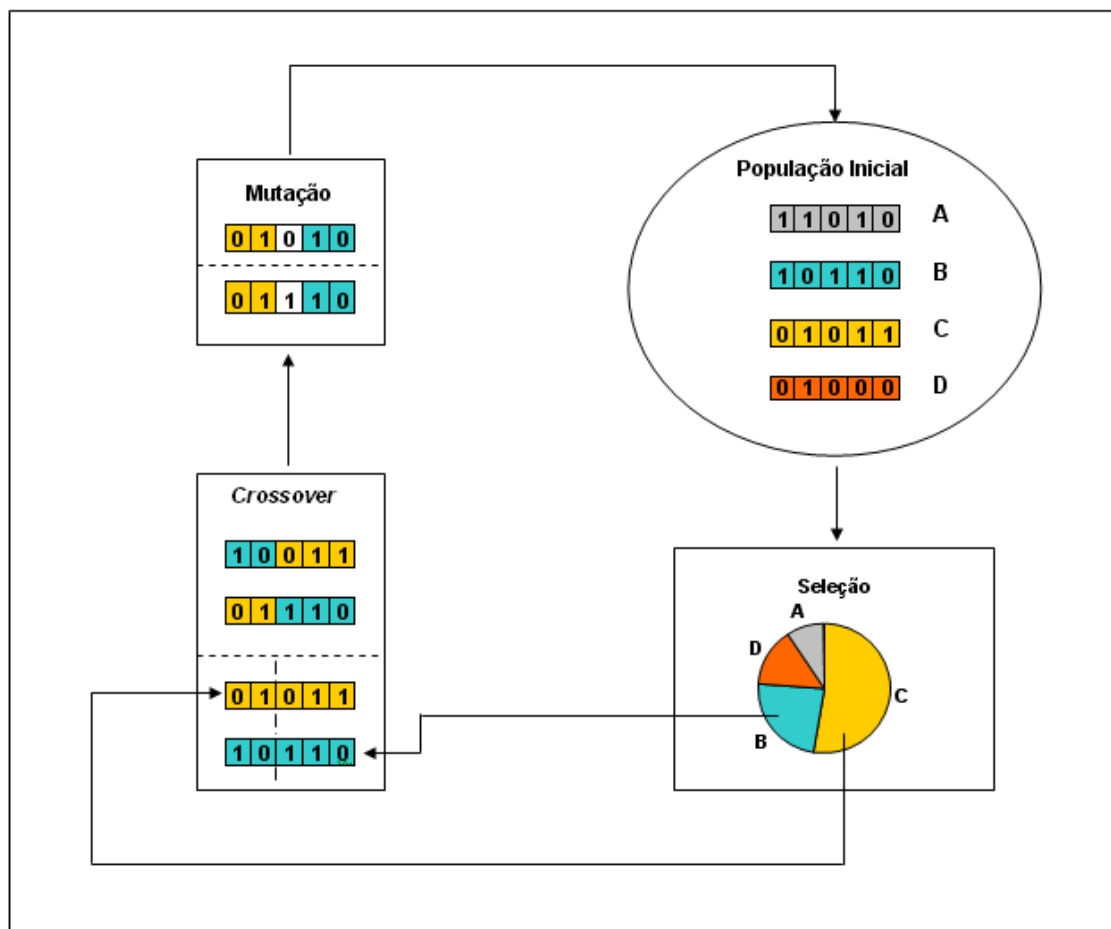 Mutação
0 1 0 1 0
0 1 1 1 0
População Inicial
1 1 0 1 0 A
1 0 1 1 0 B
0 1 0 1 1 C
0 1 0 0 0 D
Crossover
1 0 0 1 1
0 1 1 1 0
0 1 0 1 1
1 0 1 1 0
Seleção
A
D
C
B